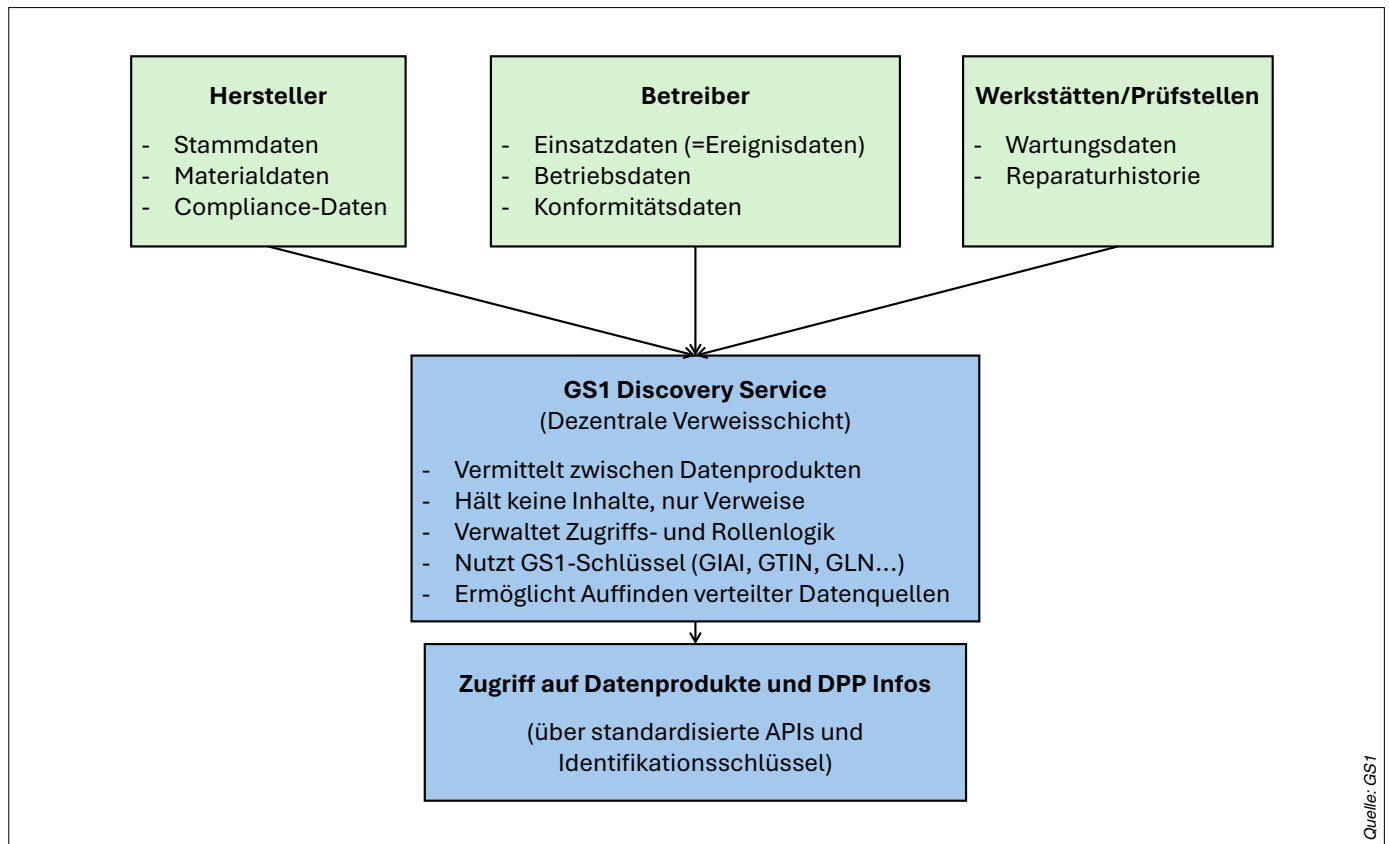 Hersteller
- Stammdaten
- Materialdaten
- Compliance-Daten
Betreiber
- Einsatzdaten (=Ereignisdaten)
- Betriebsdaten
- Konformitätsdaten
Werkstätten/Prüfstellen
- Wartungsdaten
- Reparaturhistorie
GS1 Discovery Service
(Dezentrale Verweisschicht)
- Vermittelt zwischen Datenprodukten
- Hält keine Inhalte, nur Verweise
- Verwaltet Zugriffs- und Rollenlogik
- Nutzt GS1-Schlüssel (GIAI, GTIN, GLN...)
- Ermöglicht Auffinden verteilter Datenquellen
Zugriff auf Datenprodukte und DPP Infos
(über standardisierte APIs und
Identifikationsschlüssel)
Quelle: GS1